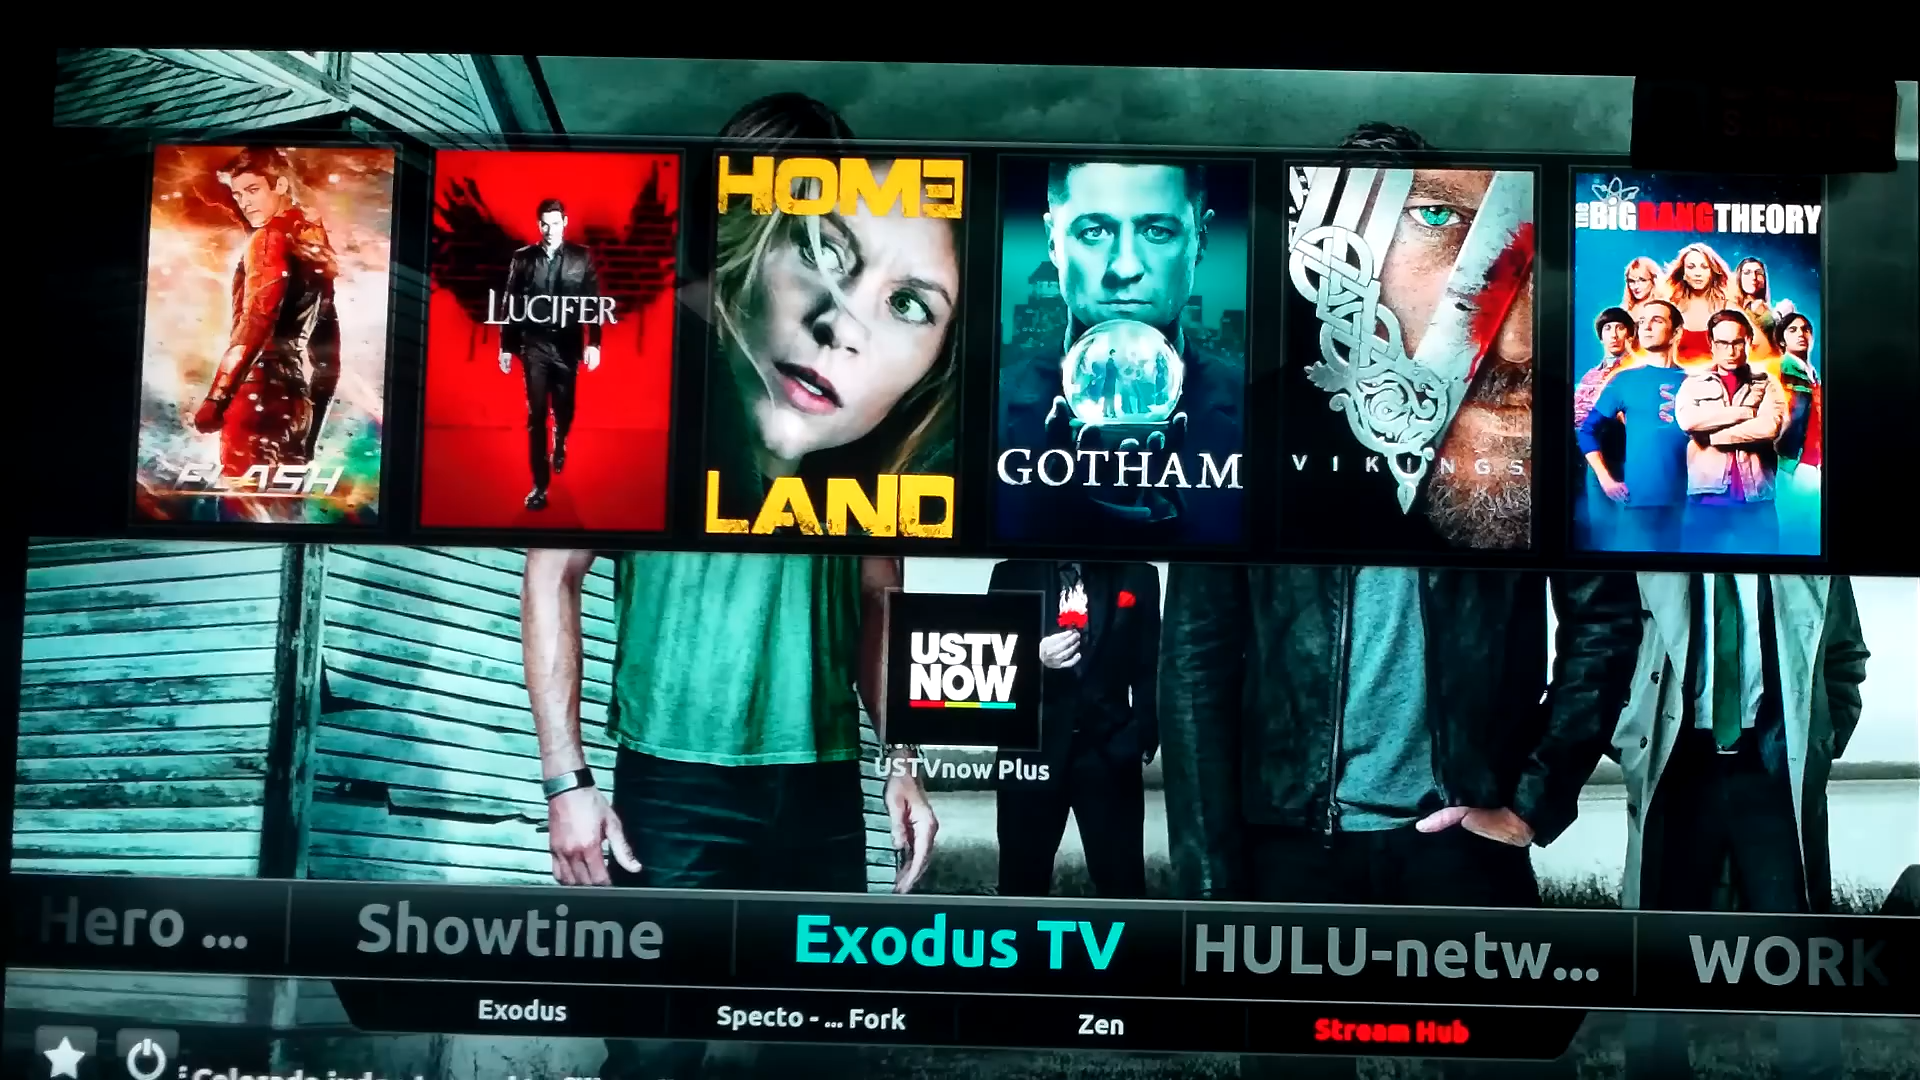 FLASH
LUCIFER
HOME
LAND
GOTHAM
VIKINGS
THE BIG BANG THEORY
USTV
NOW
USTVnow Plus
Hero ...
Showtime
Exodus TV
HULU-netw...
WORK
Exodus
Specto - ... Fork
Zen
Stream Hub